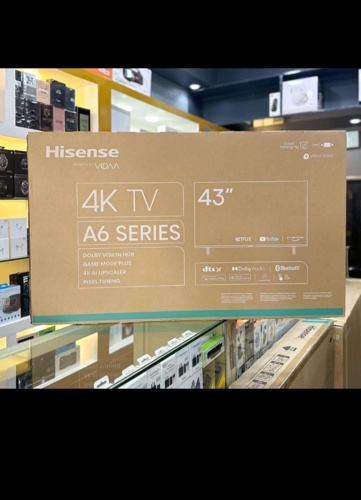 Hisense
VIDAA
4K TV
A6 SERIES
DOLBY VISION HDR
GAME MODE PLUS
4K AI UPSCALER
PIXEL TUNING
43"
NETFLIX
YouTube
dts X
Dolby Audio
Bluetooth